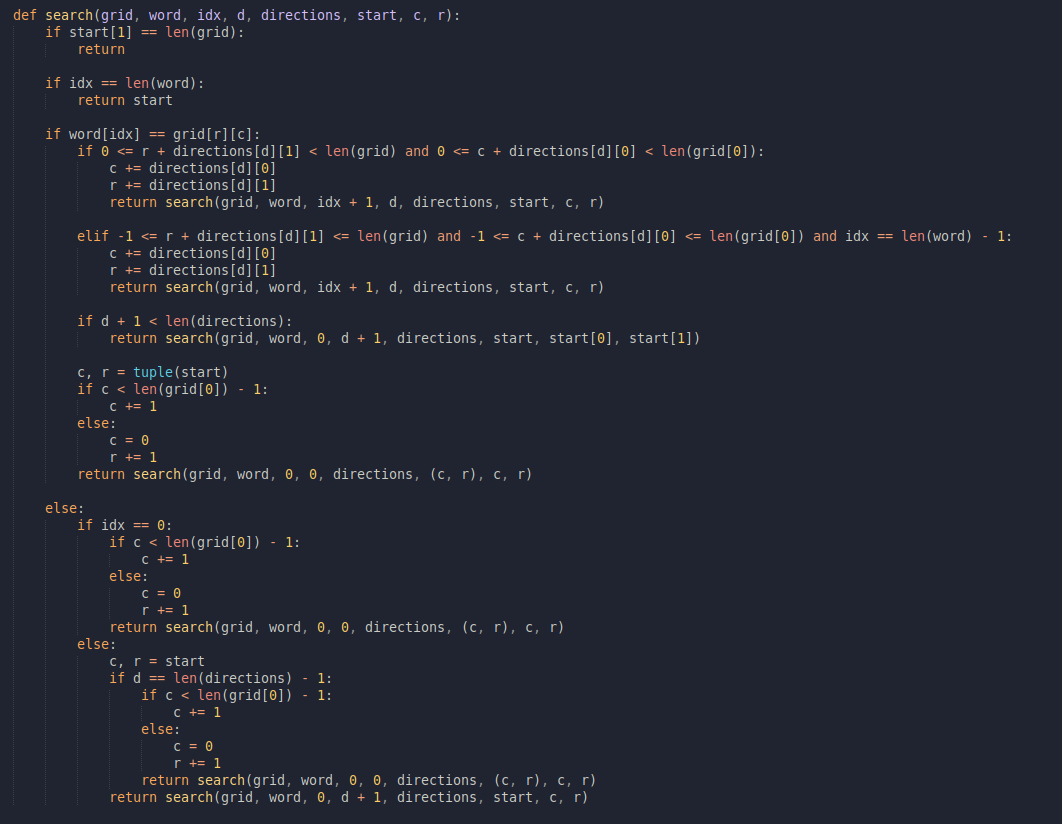 def search(grid, word, idx, d, directions, start, c, r):
    if start[1] == len(grid):
        return

    if idx == len(word):
        return start

    if word[idx] == grid[r][c]:
        if 0 <= r + directions[d][1] < len(grid) and 0 <= c + directions[d][0] < len(grid[0]):
            c += directions[d][0]
            r += directions[d][1]
            return search(grid, word, idx + 1, d, directions, start, c, r)

        elif -1 <= r + directions[d][1] <= len(grid) and -1 <= c + directions[d][0] <= len(grid[0]) and idx == len(word) - 1:
            c += directions[d][0]
            r += directions[d][1]
            return search(grid, word, idx + 1, d, directions, start, c, r)

        if d + 1 < len(directions):
            return search(grid, word, 0, d + 1, directions, start, start[0], start[1])

        c, r = tuple(start)
        if c < len(grid[0]) - 1:
            c += 1
        else:
            c = 0
            r += 1
        return search(grid, word, 0, 0, directions, (c, r), c, r)

    else:
        if idx == 0:
            if c < len(grid[0]) - 1:
                c += 1
            else:
                c = 0
                r += 1
            return search(grid, word, 0, 0, directions, (c, r), c, r)
        else:
            c, r = start
            if d == len(directions) - 1:
                if c < len(grid[0]) - 1:
                    c += 1
                else:
                    c = 0
                    r += 1
                return search(grid, word, 0, 0, directions, (c, r), c, r)
            return search(grid, word, 0, d + 1, directions, start, c, r)